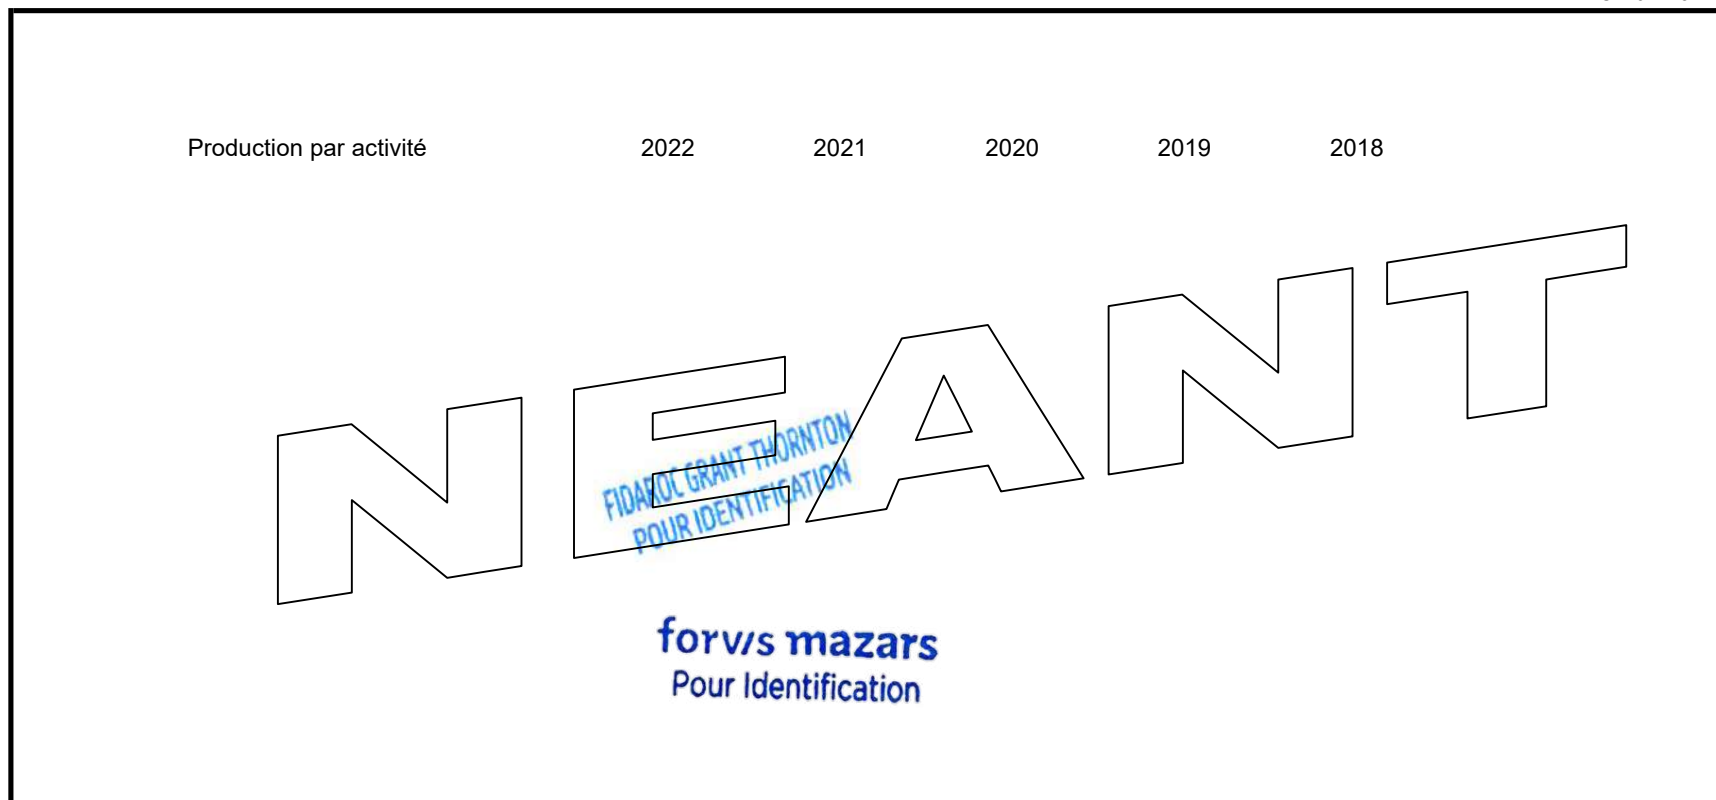 Production par activité 2022 2021 2020 2019 2018
NEANT
FIDAROC GRANT THORNTON
POUR IDENTIFICATION
forvis mazars
Pour Identification